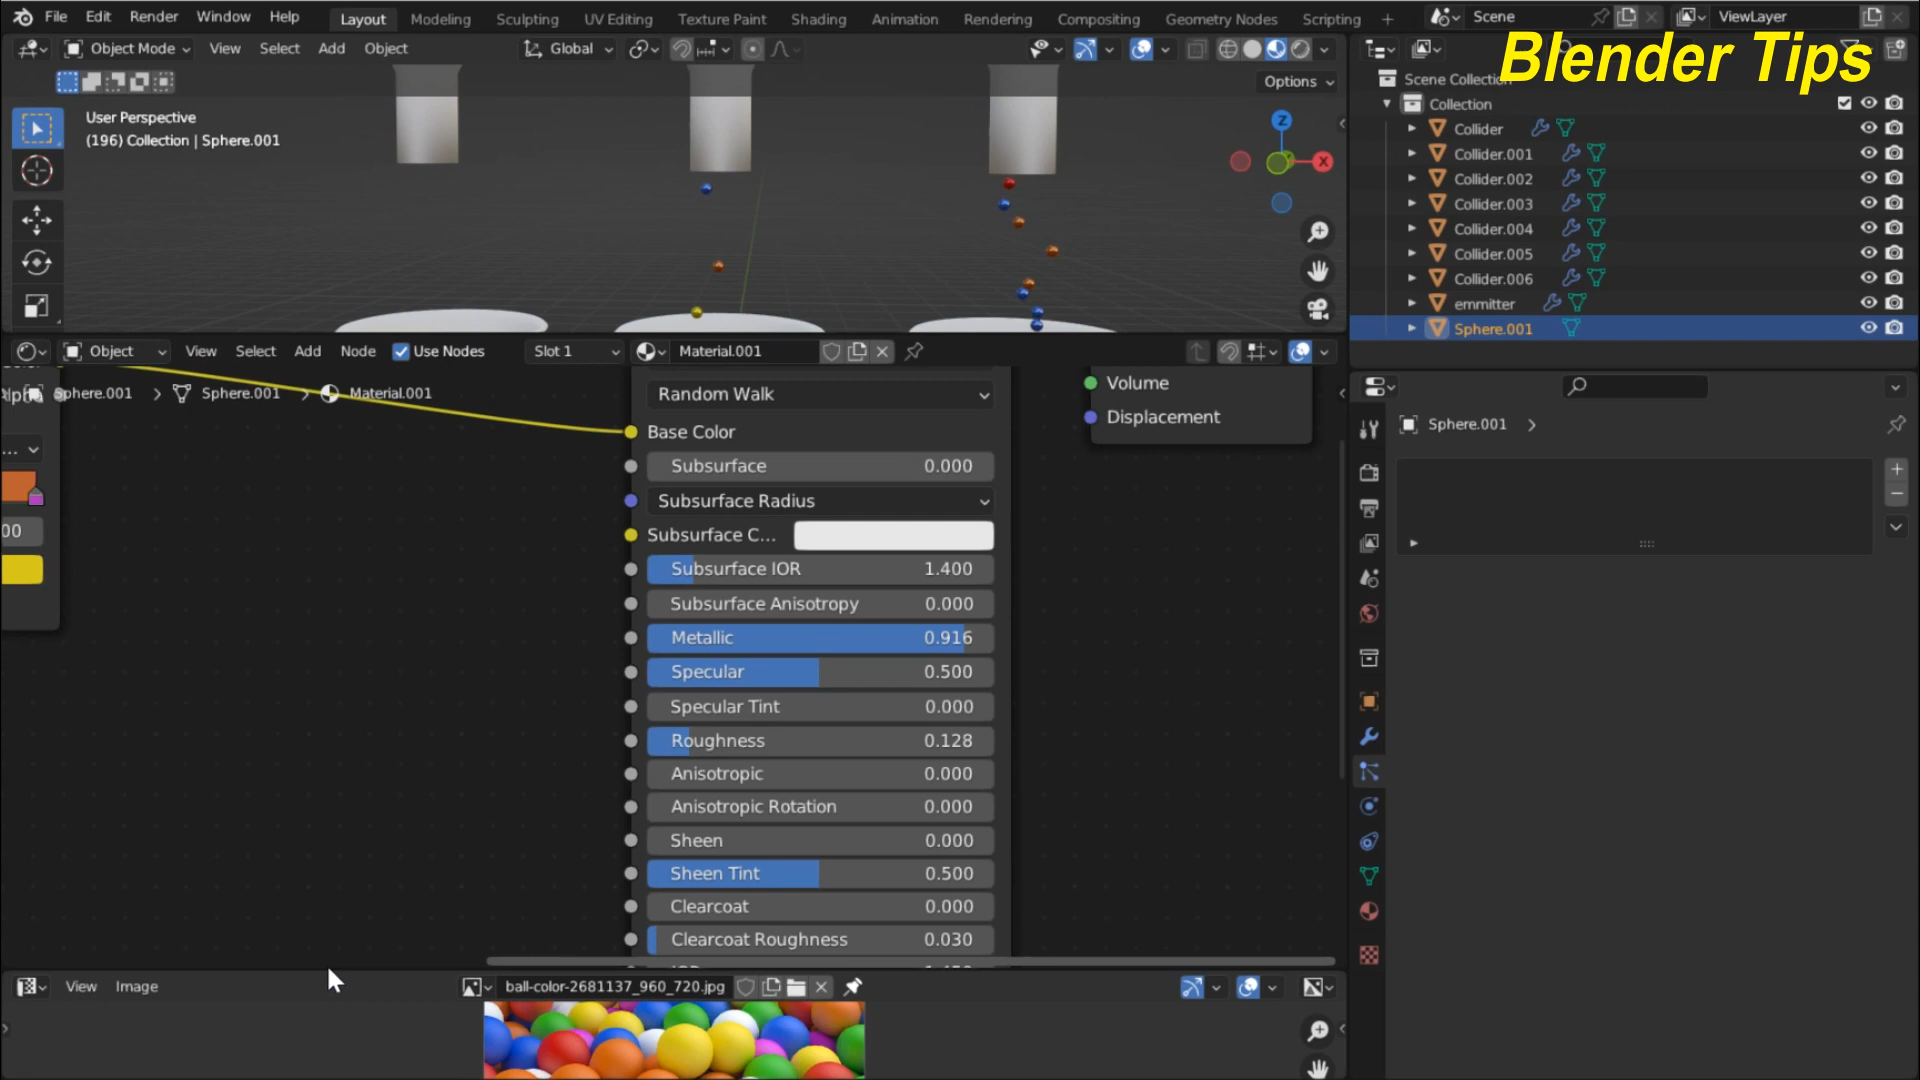 File Edit Render Window Help Layout Modeling Sculpting UV Editing Texture Paint Shading Animation Rendering Compositing Geometry Nodes Scripting Scene ViewLayer
Blender Tips
Object Mode View Select Add Object Global
Options
User Perspective
(196) Collection | Sphere.001
Z
X
Scene Collection
Collection
Collider
Collider.001
Collider.002
Collider.003
Collider.004
Collider.005
Collider.006
emmitter
Sphere.001
Object View Select Add Node Use Nodes Slot 1 Material.001
Sphere.001 > Sphere.001 > Material.001
Random Walk
Base Color
Subsurface 0.000
Subsurface Radius
Subsurface C...
Subsurface IOR 1.400
Subsurface Anisotropy 0.000
Metallic 0.916
Specular 0.500
Specular Tint 0.000
Roughness 0.128
Anisotropic 0.000
Anisotropic Rotation 0.000
Sheen 0.000
Sheen Tint 0.500
Clearcoat 0.000
Clearcoat Roughness 0.030
Volume
Displacement
...
00
Sphere.001
View Image ball-color-2681137_960_720.jpg